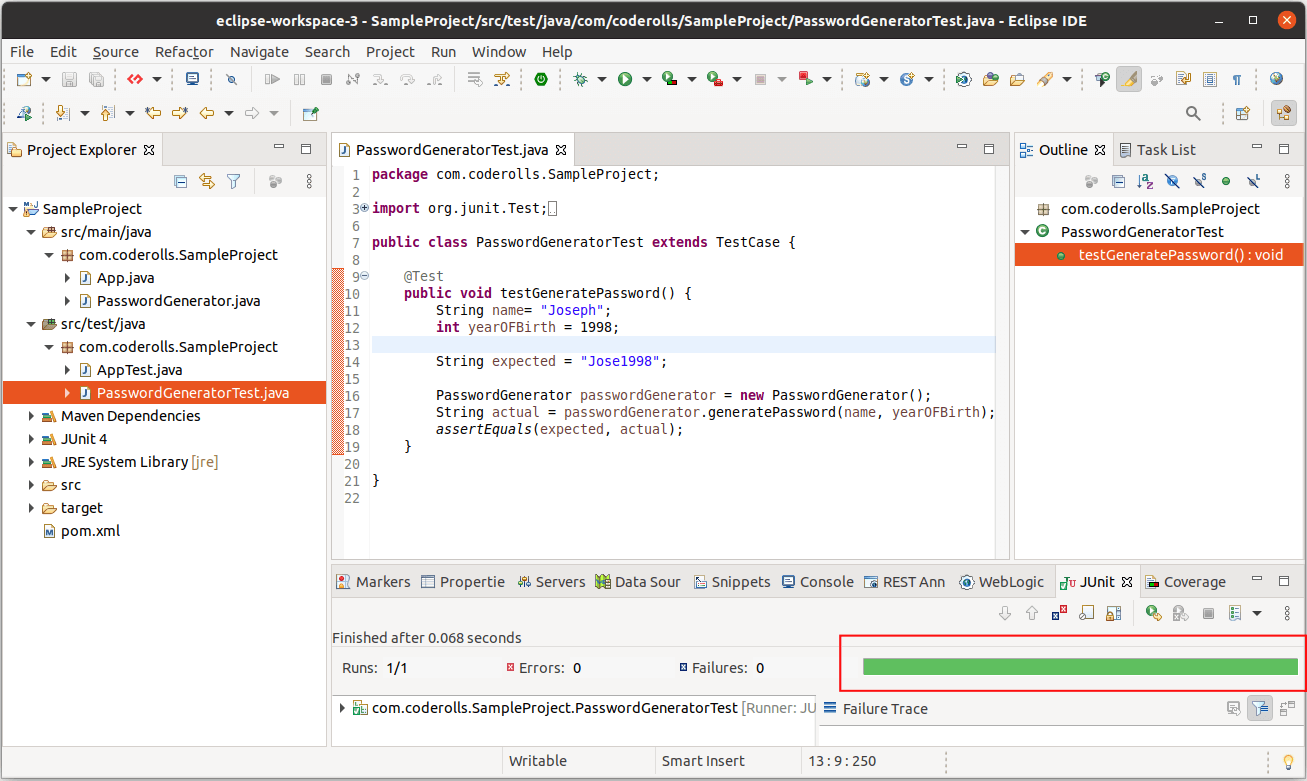 eclipse-workspace-3 - SampleProject/src/test/java/com/coderolls/SampleProject/PasswordGeneratorTest.java - Eclipse IDE
File Edit Source Refactor Navigate Search Project Run Window Help
Project Explorer
SampleProject
src/main/java
com.coderolls.SampleProject
App.java
PasswordGenerator.java
src/test/java
com.coderolls.SampleProject
AppTest.java
PasswordGeneratorTest.java
Maven Dependencies
JUnit 4
JRE System Library [jre]
src
target
pom.xml
PasswordGeneratorTest.java
1 package com.coderolls.SampleProject;
2
3 import org.junit.Test;
6
7 public class PasswordGeneratorTest extends TestCase {
8
9 @Test
10 public void testGeneratePassword() {
11 String name= "Joseph";
12 int yearOFBirth = 1998;
13
14 String expected = "Jose1998";
15
16 PasswordGenerator passwordGenerator = new PasswordGenerator();
17 String actual = passwordGenerator.generatePassword(name, yearOFBirth);
18 assertEquals(expected, actual);
19 }
20
21 }
22
Outline Task List
com.coderolls.SampleProject
PasswordGeneratorTest
testGeneratePassword() : void
Markers Propertie Servers Data Sour Snippets Console REST Ann WebLogic JUnit Coverage
Finished after 0.068 seconds
Runs: 1/1 Errors: 0 Failures: 0
com.coderolls.SampleProject.PasswordGeneratorTest [Runner: JU
Failure Trace
Writable Smart Insert 13 : 9 : 250